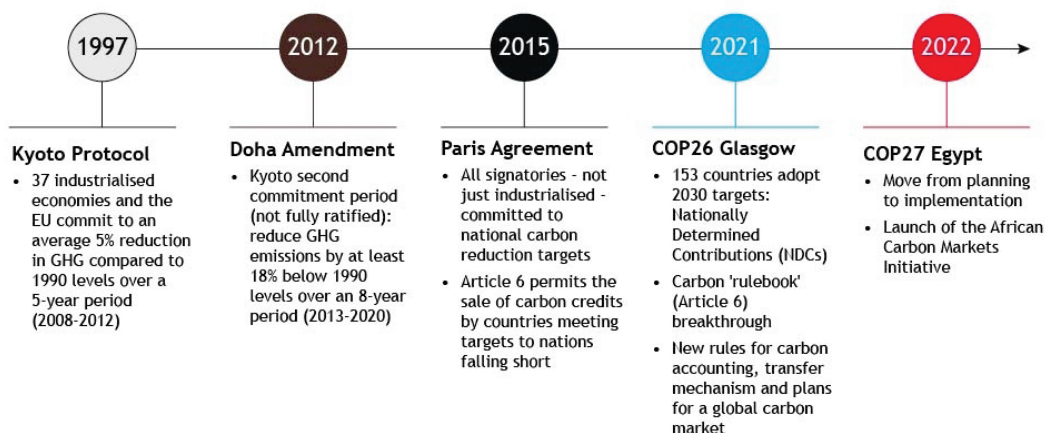 1997
2012
2015
2021
2022
Kyoto Protocol
• 37 industrialised
economies and the
EU commit to an
average 5% reduction
in GHG compared to
1990 levels over a
5-year period
(2008-2012)
Doha Amendment
• Kyoto second
commitment period
(not fully ratified):
reduce GHG
emissions by at least
18% below 1990
levels over an 8-year
period (2013-2020)
Paris Agreement
• All signatories - not
just industrialised -
committed to
national carbon
reduction targets
• Article 6 permits the
sale of carbon credits
by countries meeting
targets to nations
falling short
COP26 Glasgow
• 153 countries adopt
2030 targets:
Nationally
Determined
Contributions (NDCs)
• Carbon 'rulebook'
(Article 6)
breakthrough
• New rules for carbon
accounting, transfer
mechanism and plans
for a global carbon
market
COP27 Egypt
• Move from planning
to implementation
• Launch of the African
Carbon Markets
Initiative